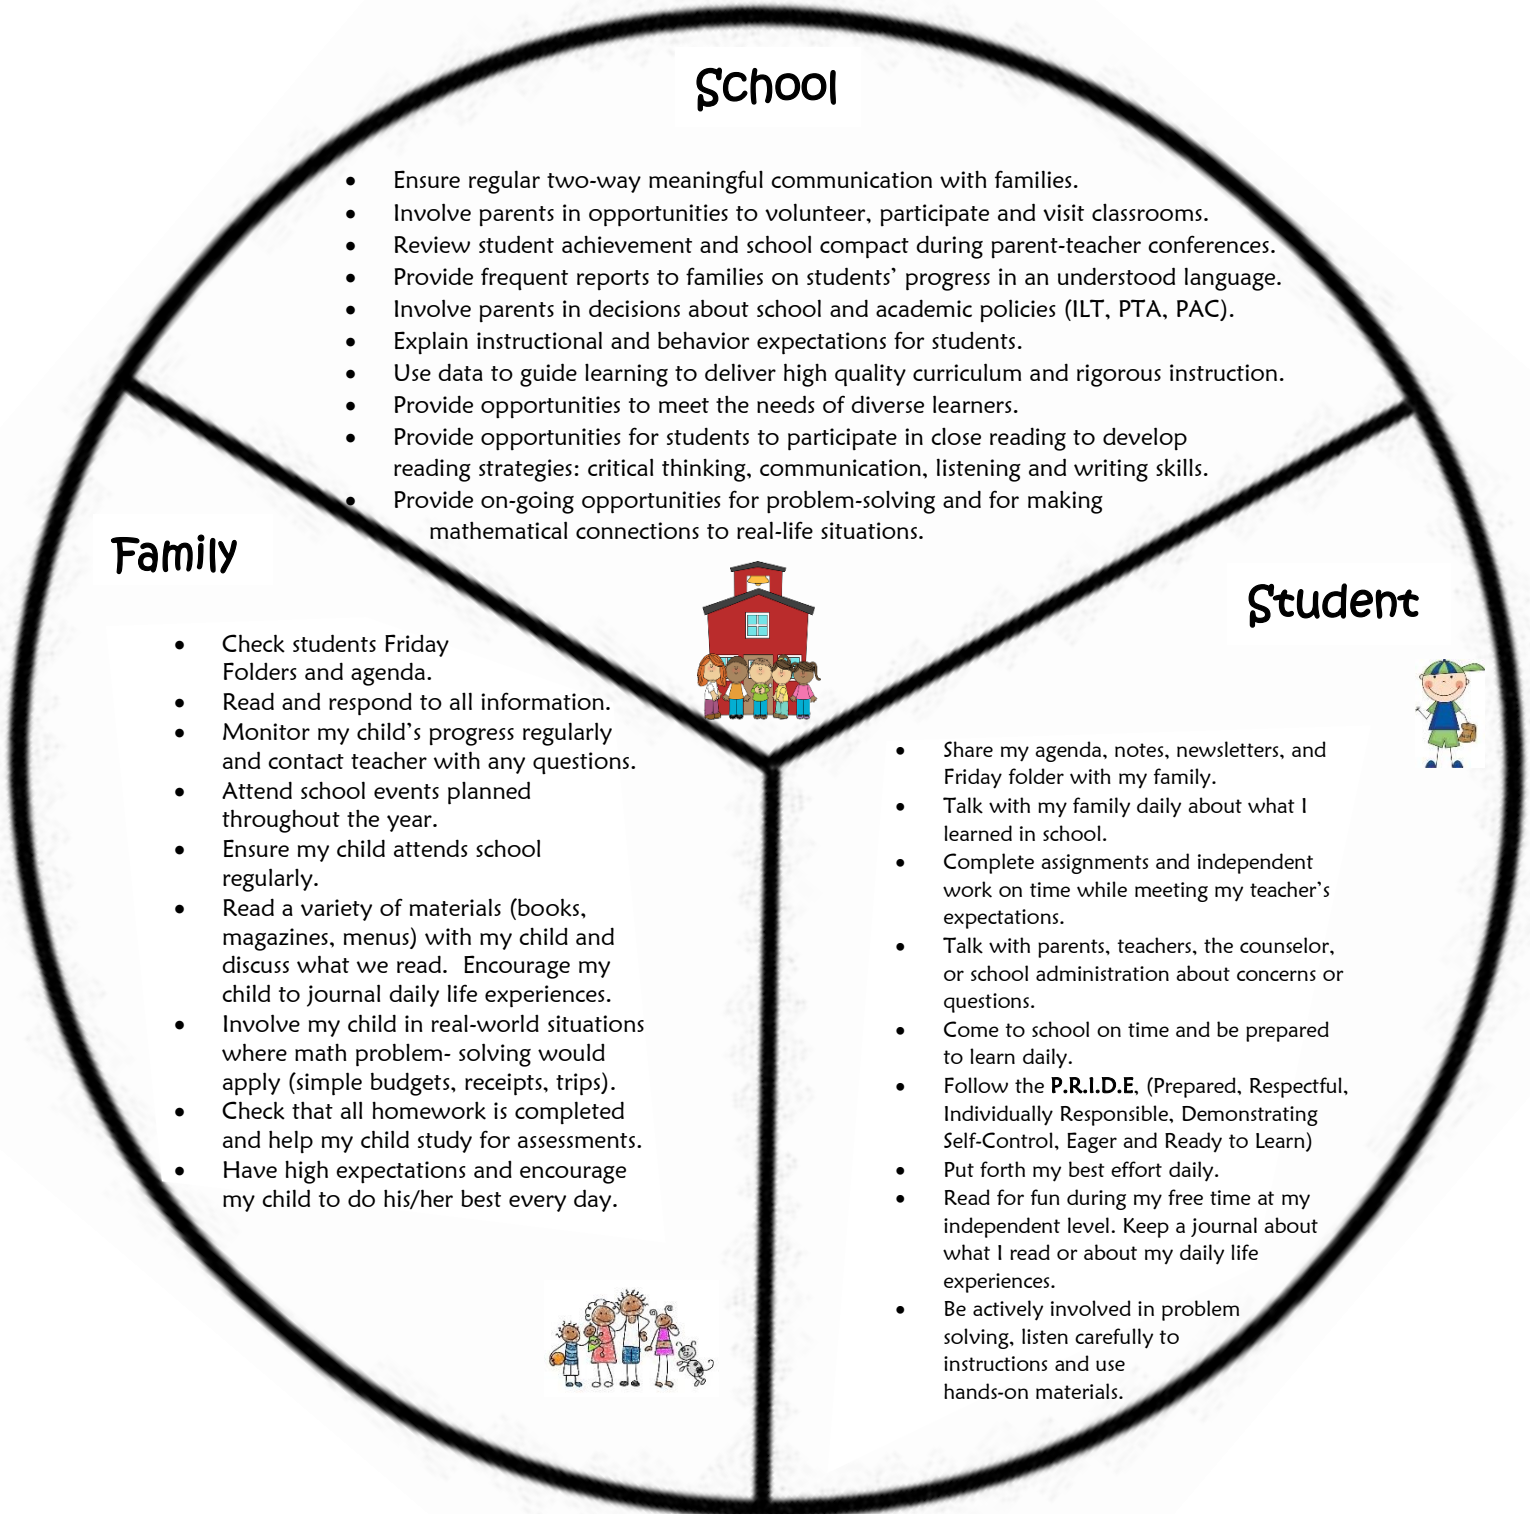 School
• Ensure regular two-way meaningful communication with families.
• Involve parents in opportunities to volunteer, participate and visit classrooms.
• Review student achievement and school compact during parent-teacher conferences.
• Provide frequent reports to families on students’ progress in an understood language.
• Involve parents in decisions about school and academic policies (ILT, PTA, PAC).
• Explain instructional and behavior expectations for students.
• Use data to guide learning to deliver high quality curriculum and rigorous instruction.
• Provide opportunities to meet the needs of diverse learners.
• Provide opportunities for students to participate in close reading to develop
reading strategies: critical thinking, communication, listening and writing skills.
• Provide on-going opportunities for problem-solving and for making
mathematical connections to real-life situations.
Family
• Check students Friday
Folders and agenda.
• Read and respond to all information.
• Monitor my child’s progress regularly
and contact teacher with any questions.
• Attend school events planned
throughout the year.
• Ensure my child attends school
regularly.
• Read a variety of materials (books,
magazines, menus) with my child and
discuss what we read.  Encourage my
child to journal daily life experiences.
• Involve my child in real-world situations
where math problem- solving would
apply (simple budgets, receipts, trips).
• Check that all homework is completed
and help my child study for assessments.
• Have high expectations and encourage
my child to do his/her best every day.
Student
• Share my agenda, notes, newsletters, and
Friday folder with my family.
• Talk with my family daily about what I
learned in school.
• Complete assignments and independent
work on time while meeting my teacher’s
expectations.
• Talk with parents, teachers, the counselor,
or school administration about concerns or
questions.
• Come to school on time and be prepared
to learn daily.
• Follow the P.R.I.D.E, (Prepared, Respectful,
Individually Responsible, Demonstrating
Self-Control, Eager and Ready to Learn)
• Put forth my best effort daily.
• Read for fun during my free time at my
independent level. Keep a journal about
what I read or about my daily life
experiences.
• Be actively involved in problem
solving, listen carefully to
instructions and use
hands-on materials.